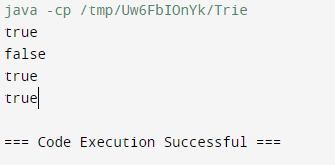 java -cp /tmp/Uw6FbIOnYk/Trie
true
false
true
true
=== Code Execution Successful ===